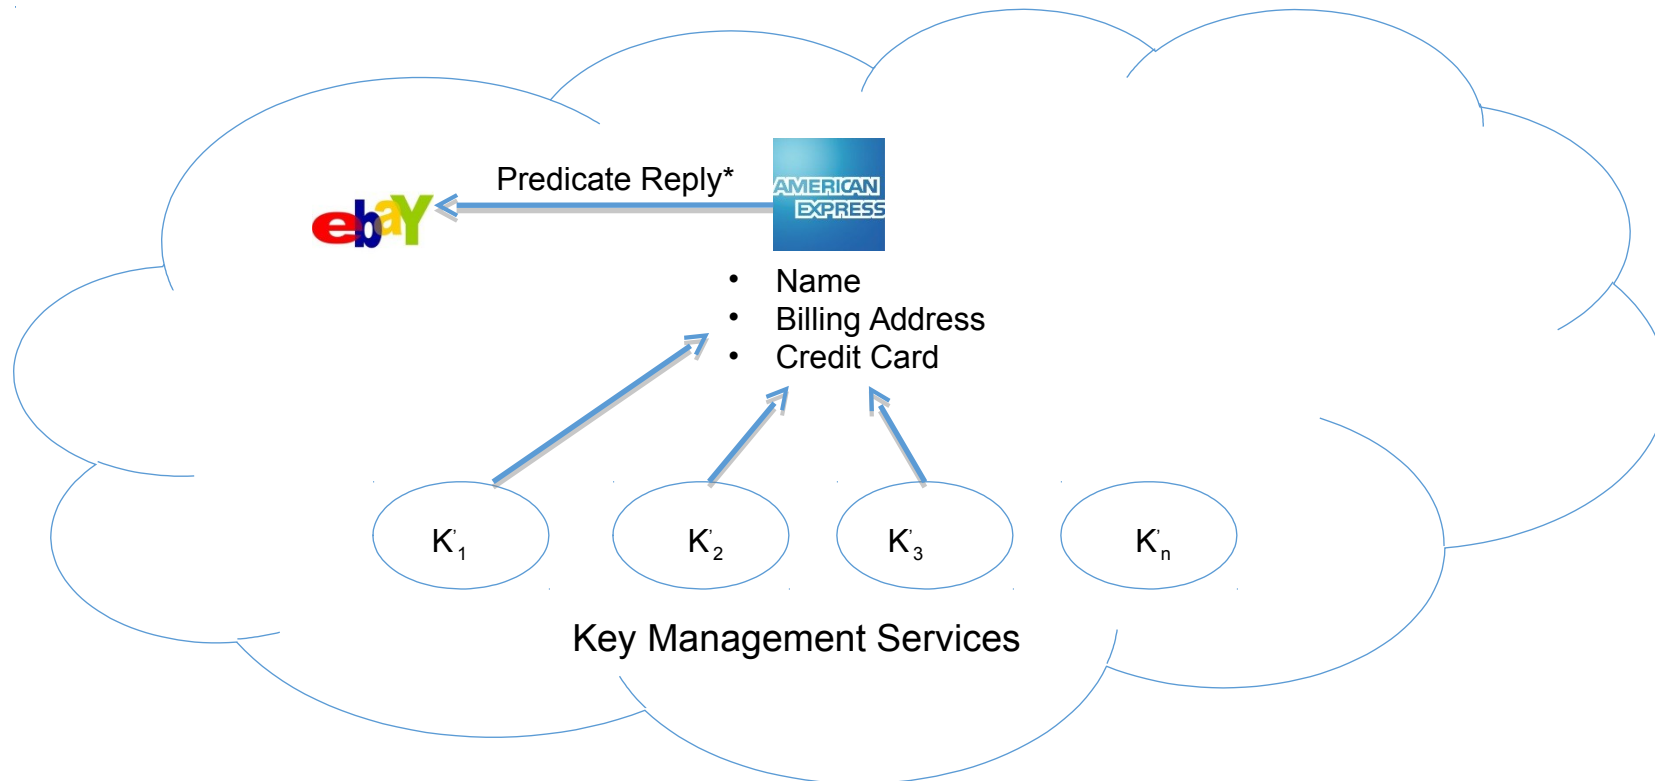 Predicate Reply*
AMERICAN
EXPRESS
ebaY
• Name
• Billing Address
• Credit Card
K'1
K'2
K'3
K'n
Key Management Services